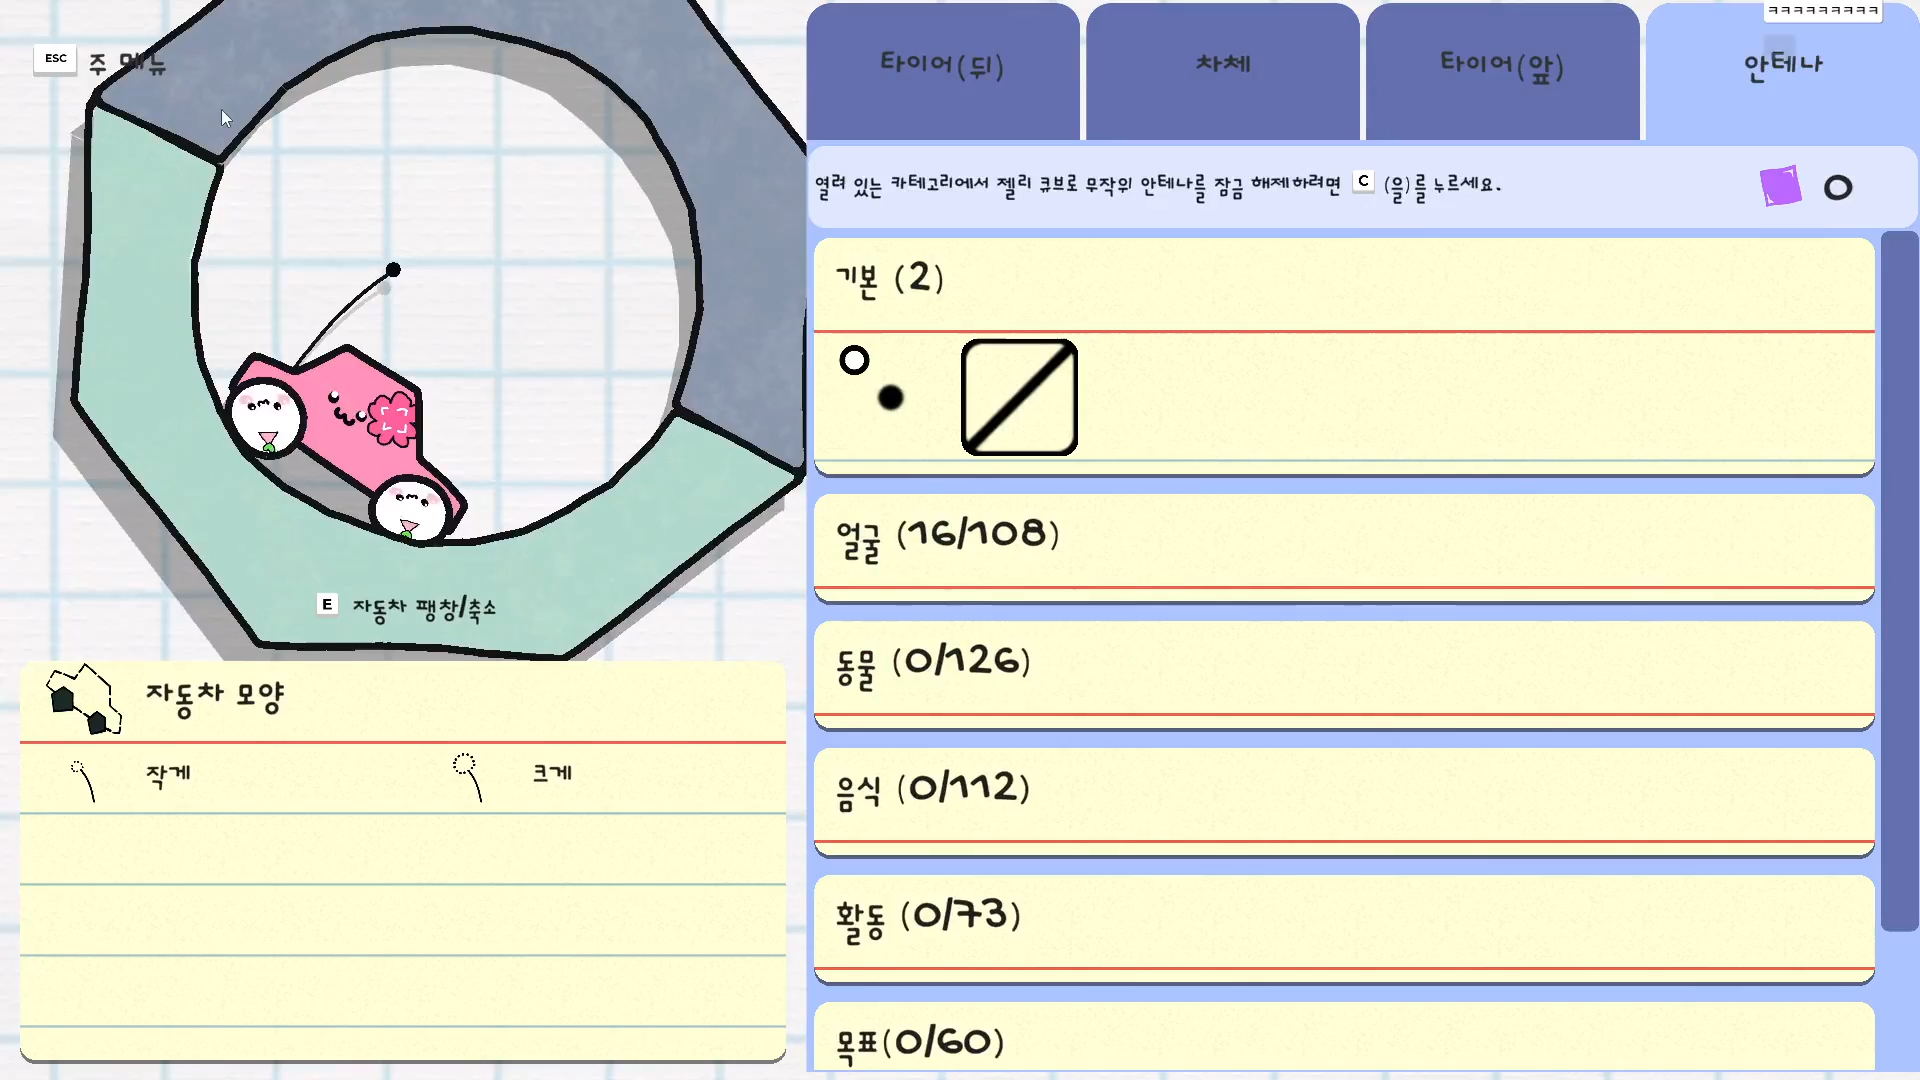 ESC 주 메뉴
타이어(뒤)
차체
타이어(앞)
안테나
ㅋㅋㅋㅋㅋㅋㅋㅋㅋ
열려 있는 카테고리에서 젤리 큐브로 무작위 안테나를 잠금 해제하려면 C (을)를 누르세요.
0
기본 (2)
얼굴 (16/108)
동물 (0/126)
음식 (0/112)
활동 (0/73)
목표(0/60)
E 자동차 팽창/축소
자동차 모양
작게
크게